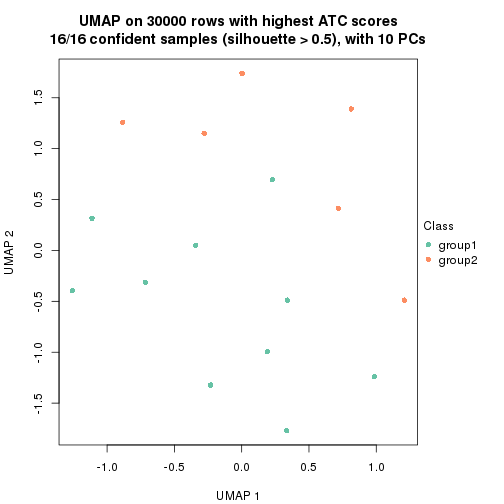 UMAP on 30000 rows with highest ATC scores
16/16 confident samples (silhouette > 0.5), with 10 PCs
1.5
1.0
0.5
0.0
-0.5
-1.0
-1.5
UMAP 2
Class
group1
group2
-1.0 -0.5 0.0 0.5 1.0
UMAP 1